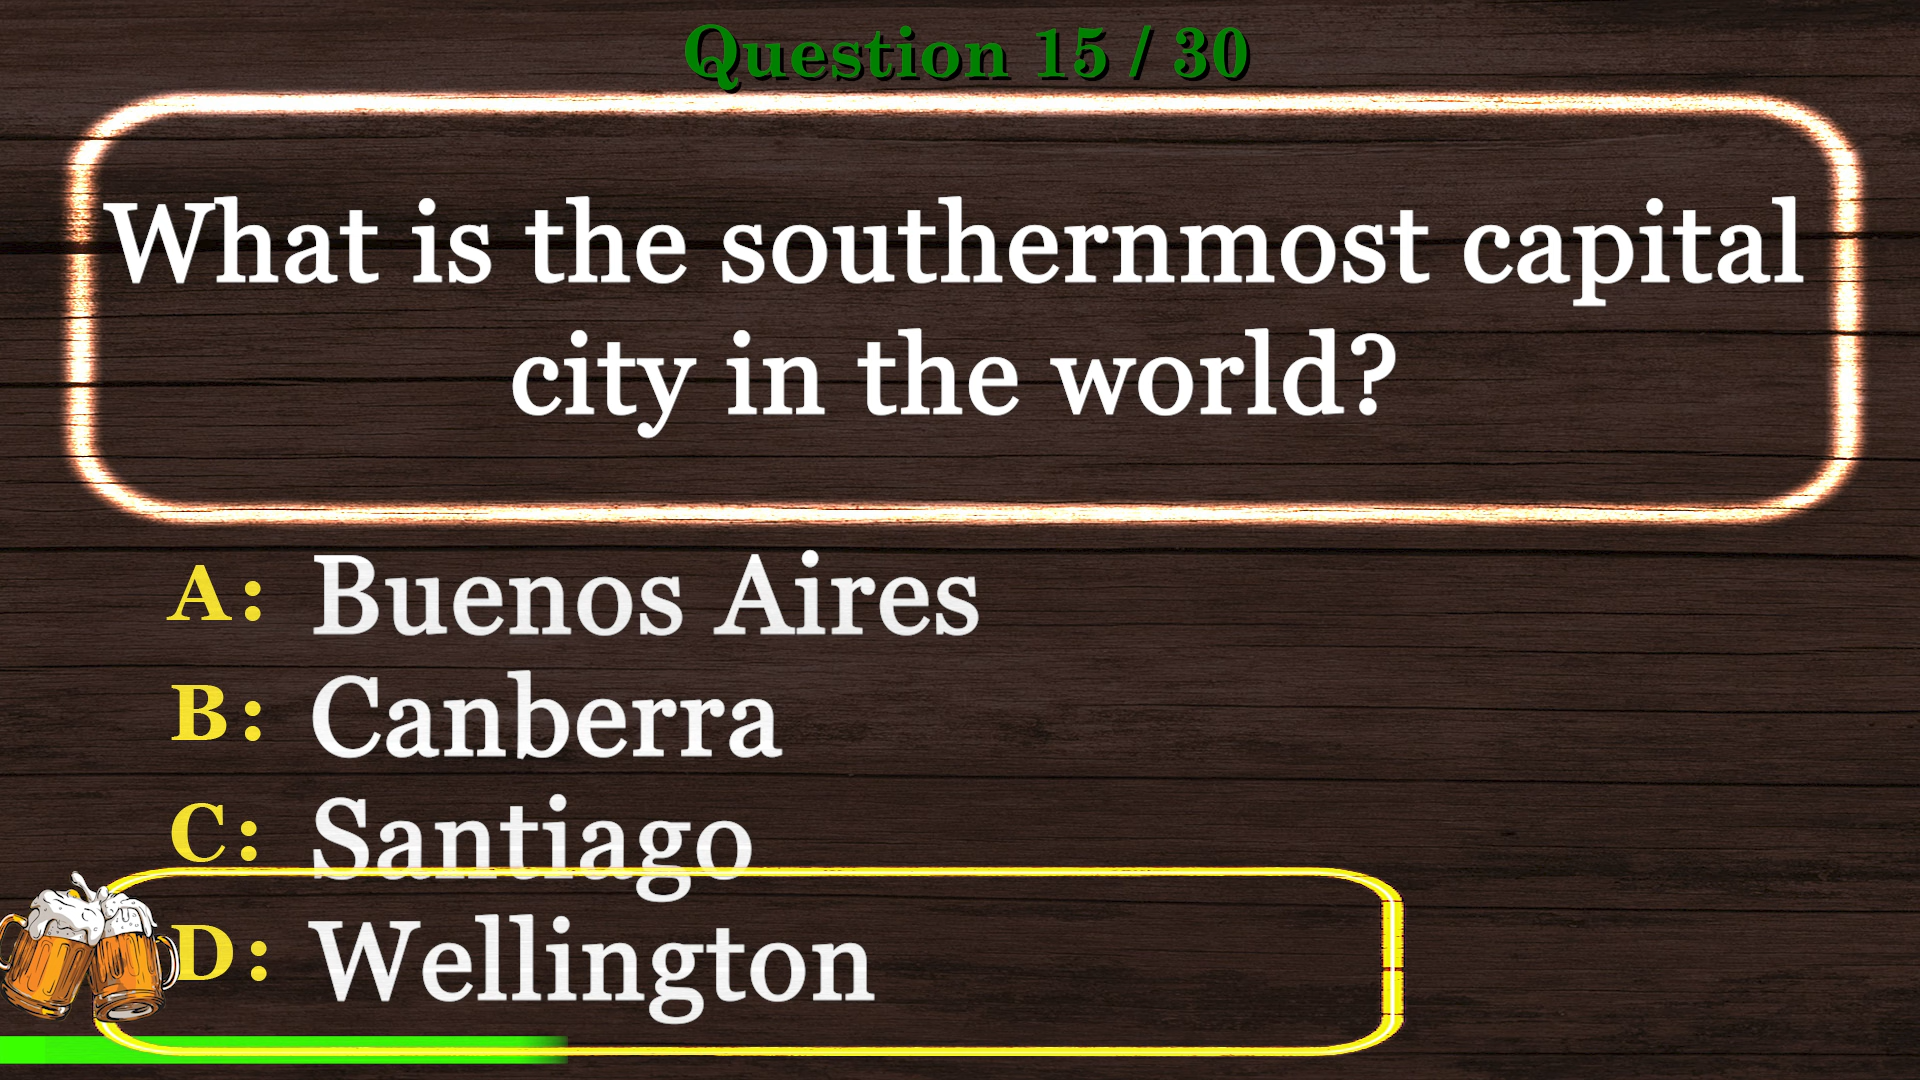 Question 15 / 30
What is the southernmost capital
city in the world?
A: Buenos Aires
B: Canberra
C: Santiago
D: Wellington